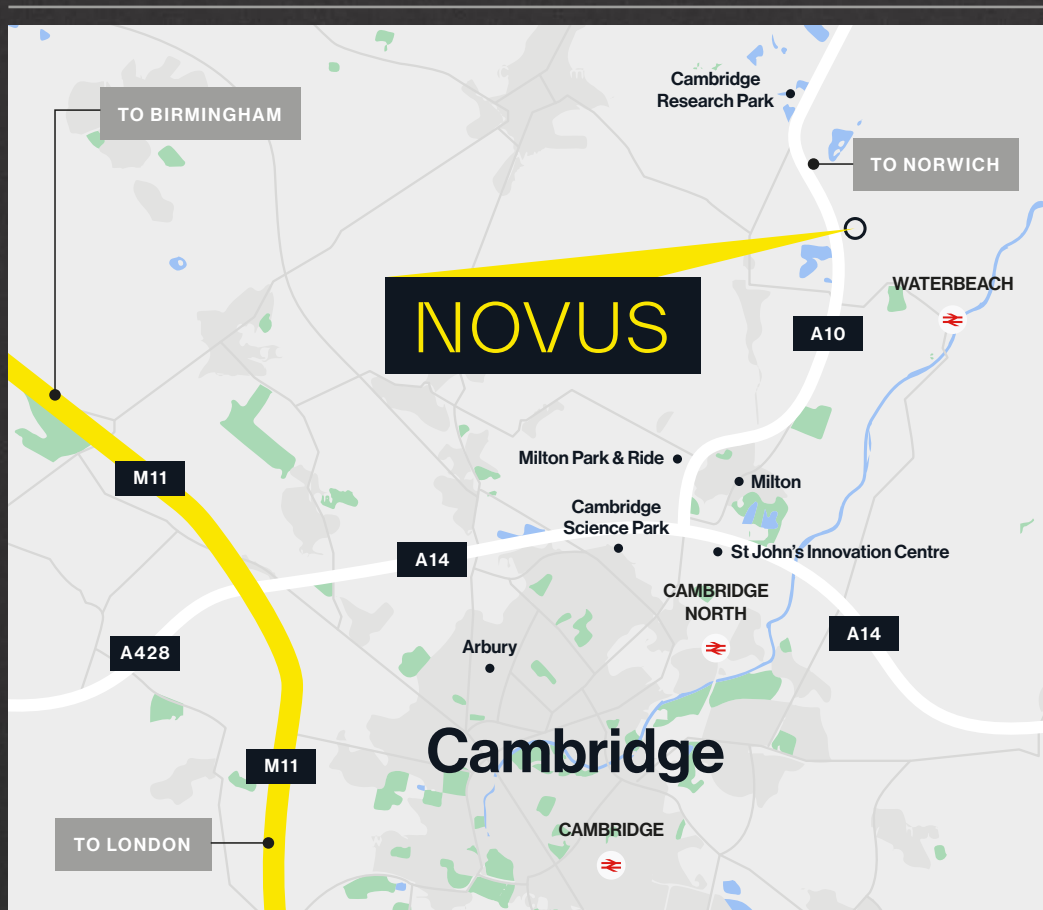 Cambridge
Research Park
TO BIRMINGHAM
TO NORWICH
WATERBEACH
NOVUS
A10
Milton Park & Ride
M11
Milton
Cambridge
Science Park
A14
St John's Innovation Centre
CAMBRIDGE
NORTH
A14
A428
Arbury
Cambridge
M11
CAMBRIDGE
TO LONDON